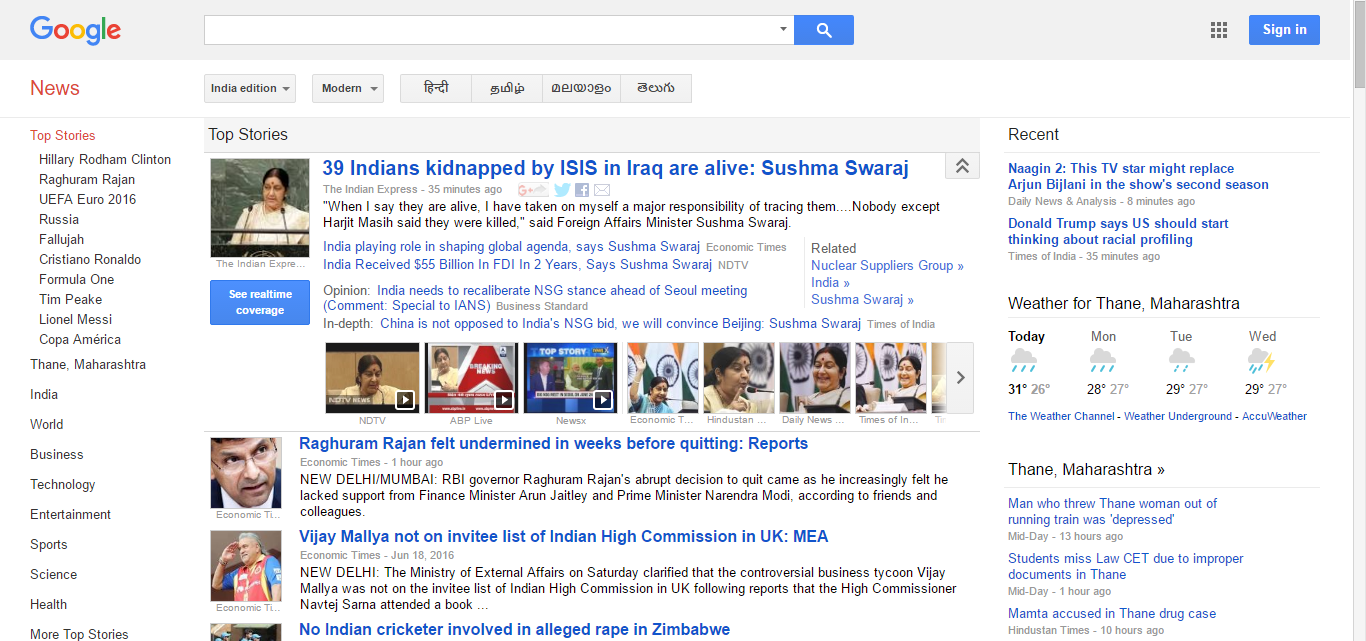 Google
Sign in
News
India edition
Modern
हिन्दी
தமிழ்
മലയാളം
తెలుగు
Top Stories
Hillary Rodham Clinton
Raghuram Rajan
UEFA Euro 2016
Russia
Fallujah
Cristiano Ronaldo
Formula One
Tim Peake
Lionel Messi
Copa América
Thane, Maharashtra
India
World
Business
Technology
Entertainment
Sports
Science
Health
More Top Stories
Top Stories
The Indian Expre...
See realtime
coverage
39 Indians kidnapped by ISIS in Iraq are alive: Sushma Swaraj
The Indian Express - 35 minutes ago
"When I say they are alive, I have taken on myself a major responsibility of tracing them....Nobody except
Harjit Masih said they were killed," said Foreign Affairs Minister Sushma Swaraj.
India playing role in shaping global agenda, says Sushma Swaraj Economic Times
India Received $55 Billion In FDI In 2 Years, Says Sushma Swaraj NDTV
Related
Nuclear Suppliers Group »
India »
Sushma Swaraj »
Opinion: India needs to recaliberate NSG stance ahead of Seoul meeting
(Comment: Special to IANS) Business Standard
In-depth: China is not opposed to India's NSG bid, we will convince Beijing: Sushma Swaraj Times of India
NDTV NEWS
BREAKING
NEWS
TOP STORY
NDTV
ABP Live
Newsx
Economic T...
Hindustan ...
Daily News ...
Times of In...
Raghuram Rajan felt undermined in weeks before quitting: Reports
Economic Times - 1 hour ago
NEW DELHI/MUMBAI: RBI governor Raghuram Rajan's abrupt decision to quit came as he increasingly felt he
lacked support from Finance Minister Arun Jaitley and Prime Minister Narendra Modi, according to friends and
colleagues.
Economic Ti...
Vijay Mallya not on invitee list of Indian High Commission in UK: MEA
Economic Times - Jun 18, 2016
NEW DELHI: The Ministry of External Affairs on Saturday clarified that the controversial business tycoon Vijay
Mallya was not on the invitee list of Indian High Commission in UK following reports that the High Commissioner
Navtej Sarna attended a book ...
Economic Ti...
No Indian cricketer involved in alleged rape in Zimbabwe
Recent
Naagin 2: This TV star might replace
Arjun Bijlani in the show's second season
Daily News & Analysis - 8 minutes ago
Donald Trump says US should start
thinking about racial profiling
Times of India - 35 minutes ago
Weather for Thane, Maharashtra
Today Mon Tue Wed
31° 26° 28° 27° 29° 27° 29° 27°
The Weather Channel - Weather Underground - AccuWeather
Thane, Maharashtra »
Man who threw Thane woman out of
running train was 'depressed'
Mid-Day - 13 hours ago
Students miss Law CET due to improper
documents in Thane
Mid-Day - 1 hour ago
Mamta accused in Thane drug case
Hindustan Times - 10 hours ago